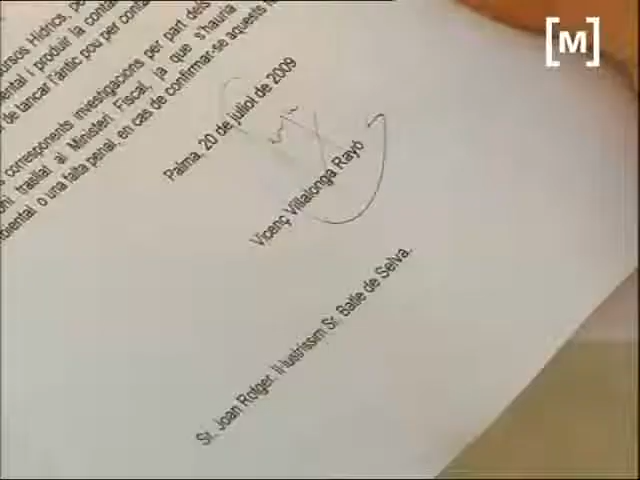 [M]
ursos Hídrics, pe
ental i produir la conta
de tancar l'antic pou per conta
corresponents investigacions per part dels
trasllat al Ministeri Fiscal, ja que s'hauria
biental o una falta penal, en cas de confirmar-se aquests
Palma, 20 de juliol de 2009
Vicenç Villalonga Rayó
Sr. Joan Rotger. Il·lustríssim Sr. Batle de Selva.